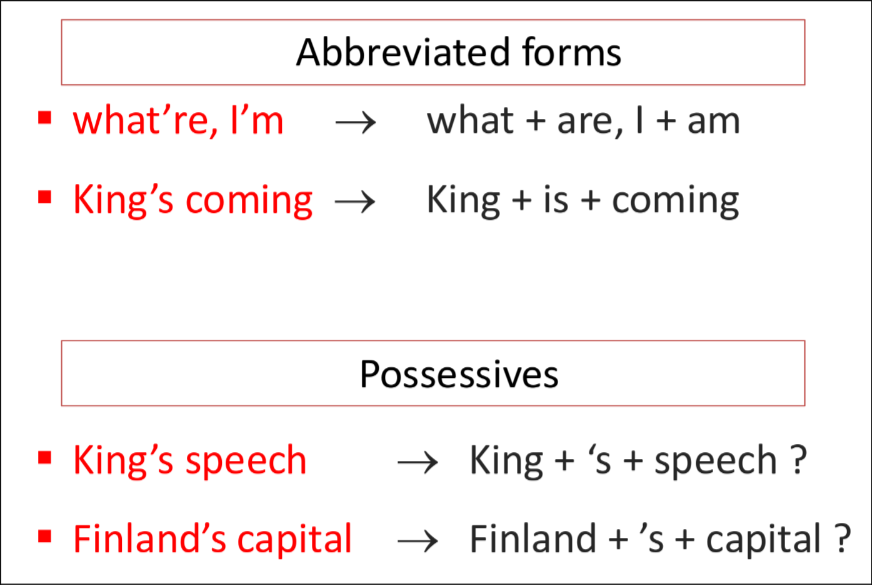 Abbreviated forms
▪ what’re, I’m → what + are, I + am
▪ King’s coming → King + is + coming
Possessives
▪ King’s speech → King + ‘s + speech ?
▪ Finland’s capital → Finland + ’s + capital ?